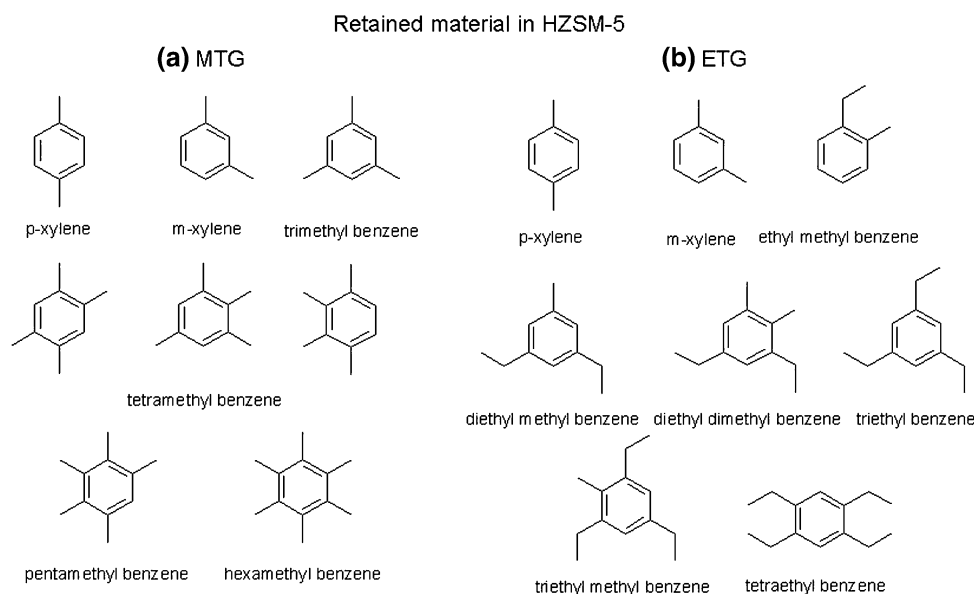 Retained material in HZSM-5
(a) MTG
(b) ETG
p-xylene
m-xylene
trimethyl benzene
p-xylene
m-xylene
ethyl methyl benzene
tetramethyl benzene
diethyl methyl benzene
diethyl dimethyl benzene
triethyl benzene
pentamethyl benzene
hexamethyl benzene
triethyl methyl benzene
tetraethyl benzene